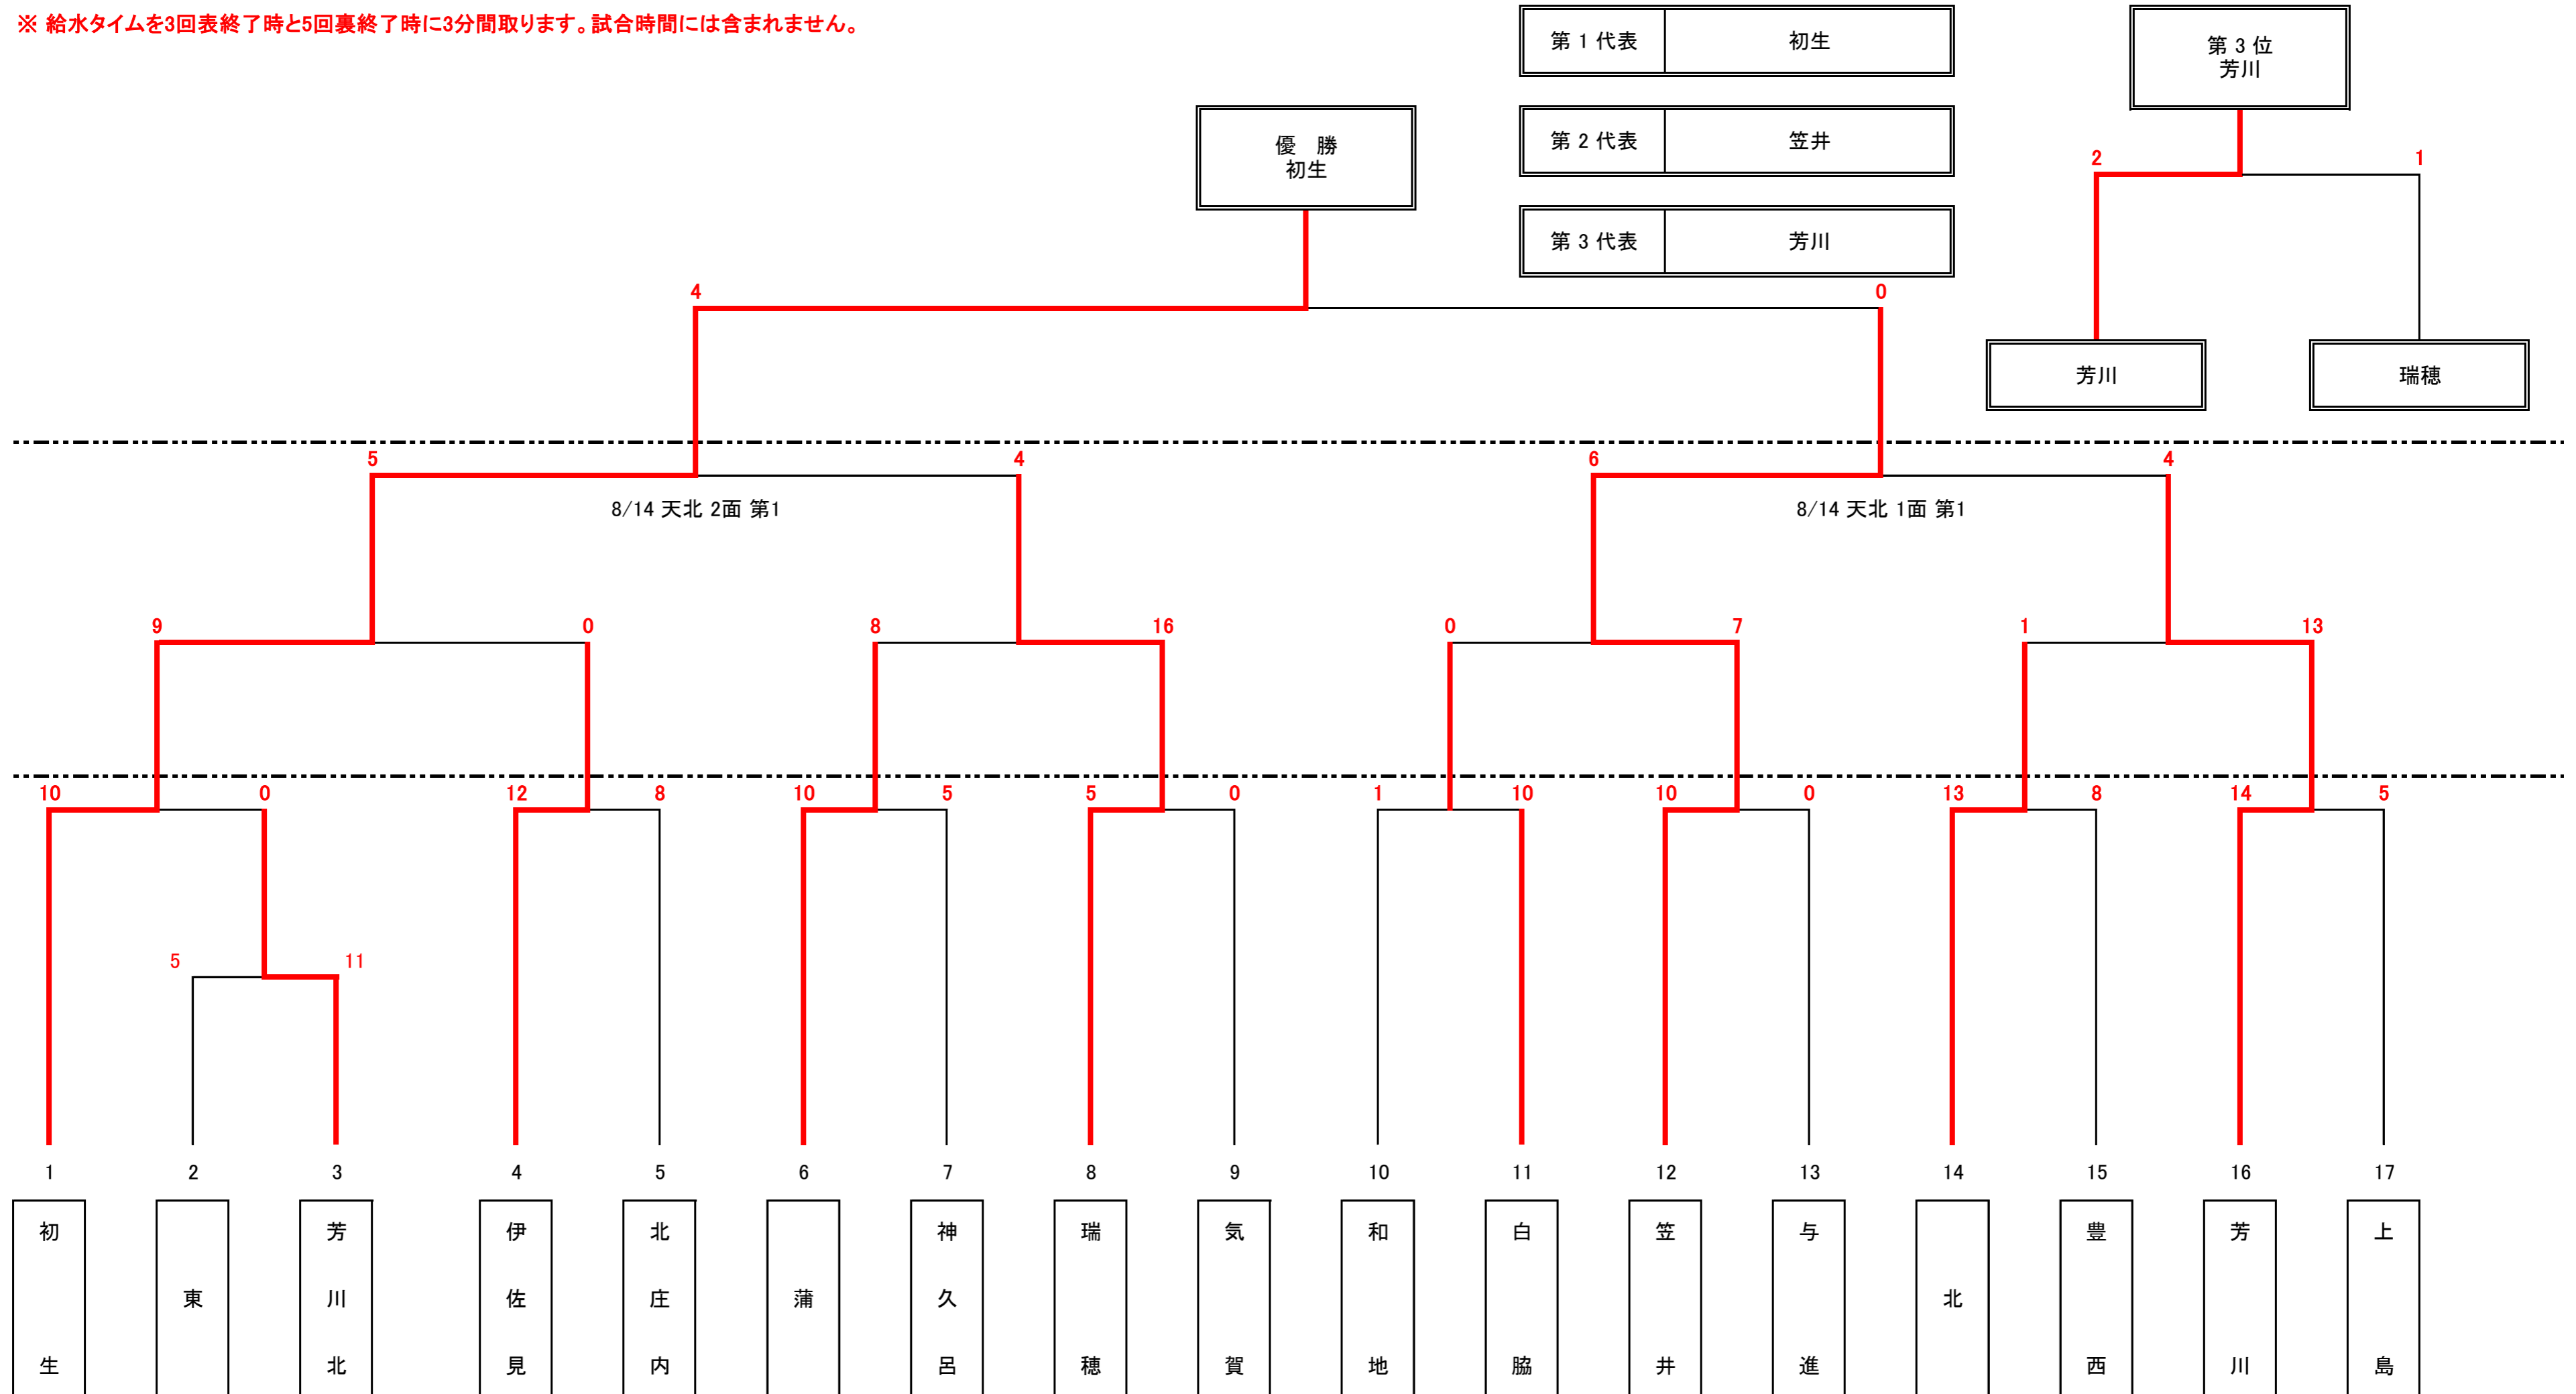 ※ 給水タイムを3回表終了時と5回裏終了時に3分間取ります。試合時間には含まれません。
第 1 代表 初生
第 3 位
芳川
優 勝
初生
第 2 代表 笠井
2 1
第 3 代表 芳川
4 0
芳川 瑞穂
5 4 6 4
8/14 天北 2面 第1 8/14 天北 1面 第1
9 0 8 16 0 7 1 13
10 0 12 8 10 5 5 0 1 10 10 0 13 8 14 5
5 11
1 2 3 4 5 6 7 8 9 10 11 12 13 14 15 16 17
初生
東
芳川北
伊佐見
北庄内
蒲
神久呂
瑞穂
気賀
和地
白脇
笠井
与進
北
豊西
芳川
上島